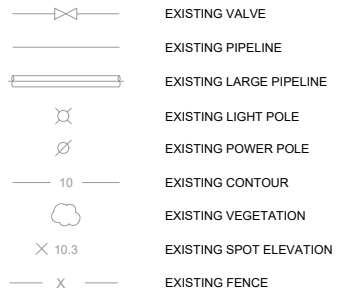 EXISTING VALVE
EXISTING PIPELINE
EXISTING LARGE PIPELINE
EXISTING LIGHT POLE
EXISTING POWER POLE
10 EXISTING CONTOUR
EXISTING VEGETATION
10.3 EXISTING SPOT ELEVATION
X EXISTING FENCE